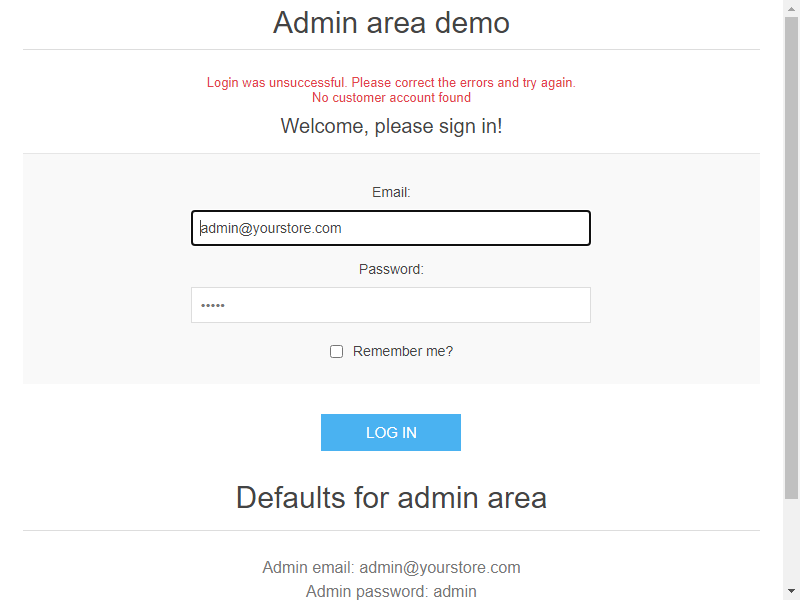 Admin area demo
Login was unsuccessful. Please correct the errors and try again.
No customer account found
Welcome, please sign in!
Email:
admin@yourstore.com
Password:
•••••
Remember me?
LOG IN
Defaults for admin area
Admin email: admin@yourstore.com
Admin password: admin